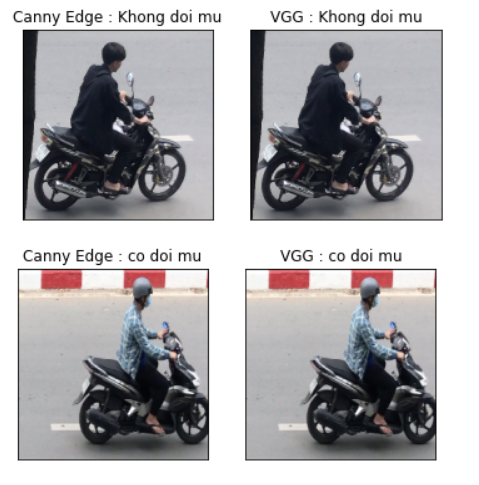 Canny Edge : Khong doi mu
VGG : Khong doi mu
Canny Edge : co doi mu
VGG : co doi mu